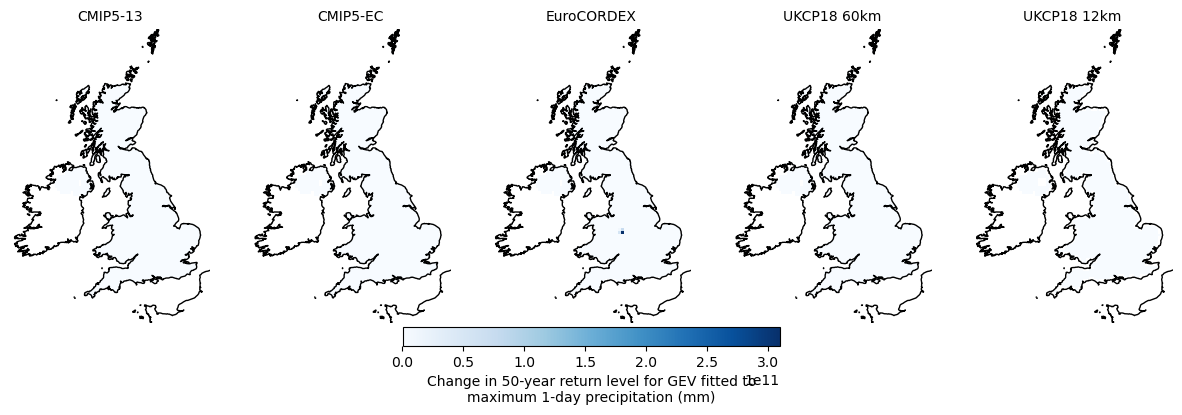 CMIP5-13 CMIP5-EC EuroCORDEX UKCP18 60km UKCP18 12km
0.0 0.5 1.0 1.5 2.0 2.5 3.0
1e11
Change in 50-year return level for GEV fitted to
maximum 1-day precipitation (mm)